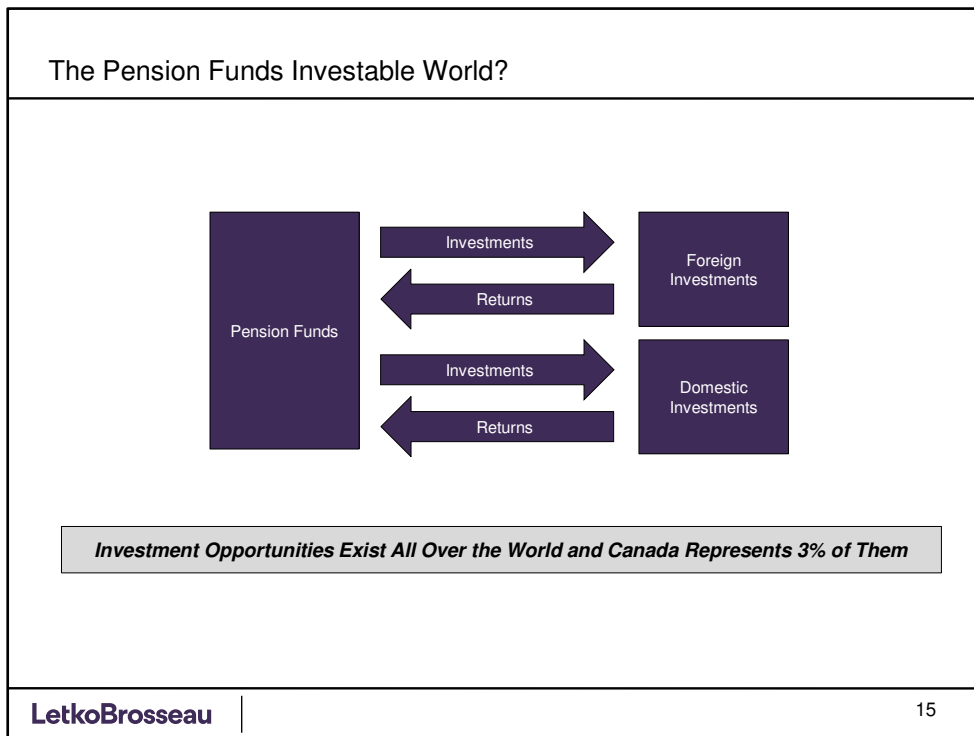 The Pension Funds Investable World?
Pension Funds
Investments
Returns
Investments
Returns
Foreign
Investments
Domestic
Investments
Investment Opportunities Exist All Over the World and Canada Represents 3% of Them
LetkoBrosseau
15